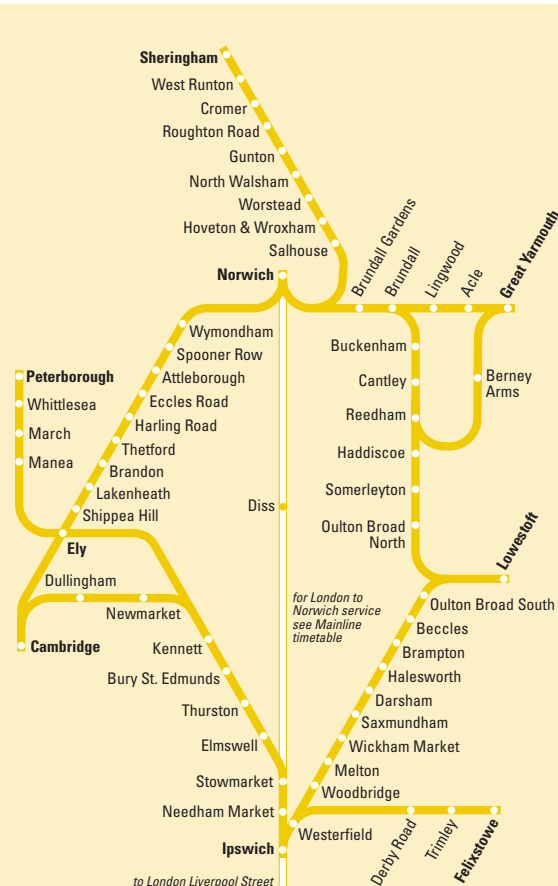 Sheringham
West Runton
Cromer
Roughton Road
Gunton
North Walsham
Worstead
Hoveton & Wroxham
Salhouse
Norwich
Brundall Gardens
Brundall
Lingwood
Acle
Great Yarmouth
Wymondham
Spooner Row
Attleborough
Eccles Road
Harling Road
Thetford
Brandon
Lakenheath
Shippea Hill
Peterborough
Whittlesea
March
Manea
Ely
Buckenham
Cantley
Reedham
Haddiscoe
Somerleyton
Oulton Broad
North
Berney
Arms
Diss
Lowestoft
Dullingham
Newmarket
Cambridge
for London to
Norwich service
see Mainline
timetable
Oulton Broad South
Beccles
Brampton
Halesworth
Darsham
Saxmundham
Wickham Market
Melton
Woodbridge
Kennett
Bury St. Edmunds
Thurston
Elmswell
Stowmarket
Needham Market
Ipswich
Westerfield
Derby Road
Trimley
Felixstowe
to London Liverpool Street